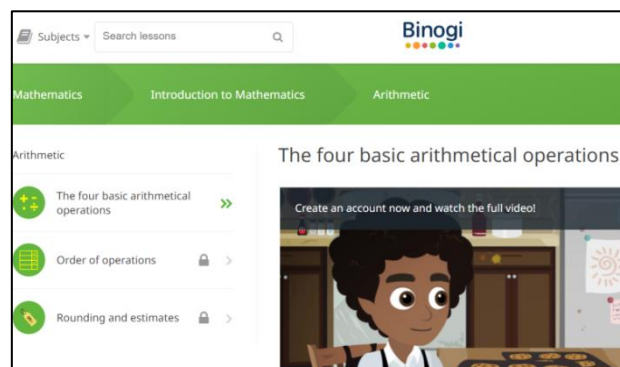 Subjects
Search lessons
Binogi
Mathematics
Introduction to Mathematics
Arithmetic
Arithmetic
The four basic arithmetical
operations
Order of operations
Rounding and estimates
The four basic arithmetical operations
Create an account now and watch the full video!